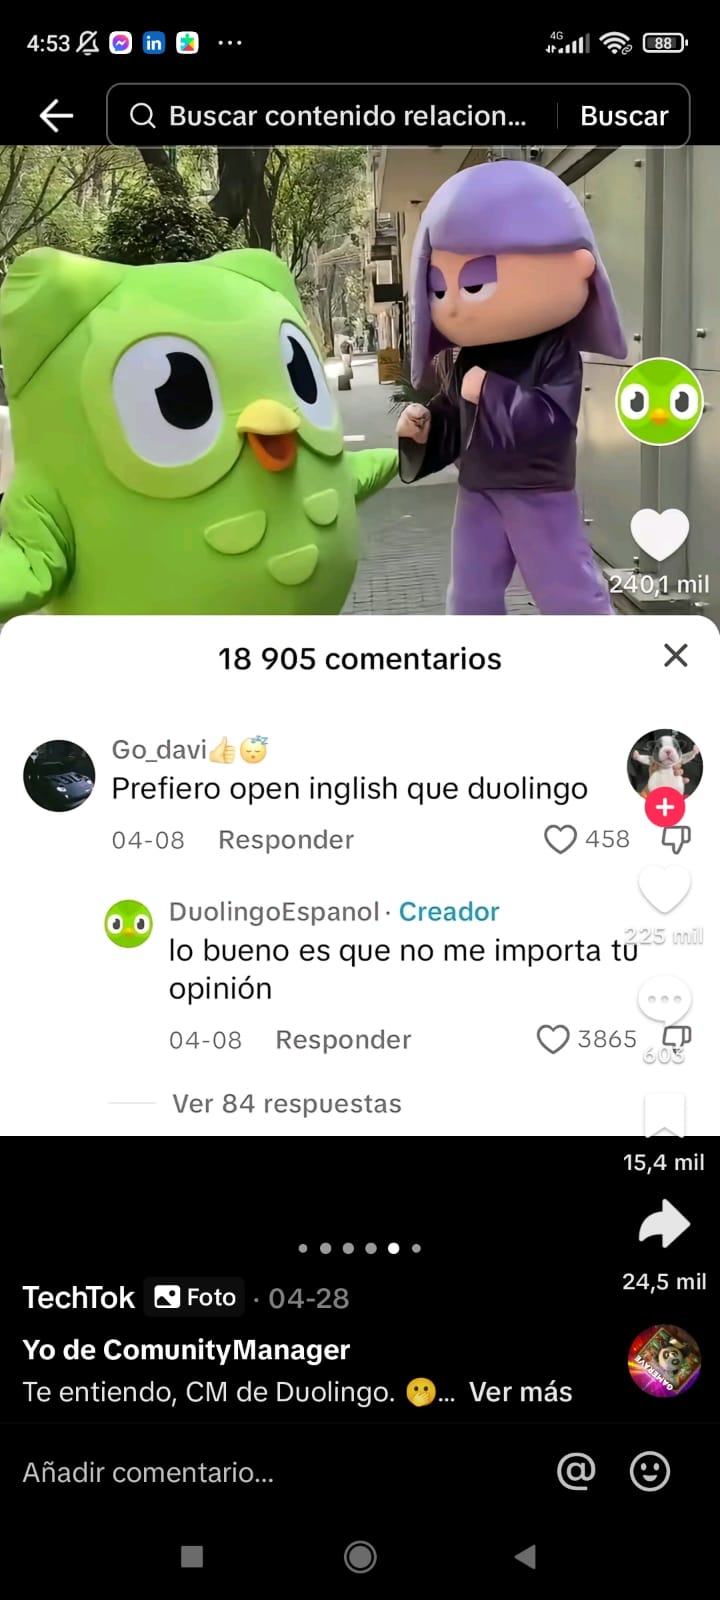 4:53
4G
88
Buscar contenido relacion...
Buscar
240,1 mil
18 905 comentarios
Go_davi👍😴
Prefiero open inglish que duolingo
04-08 Responder 458
225 mil
DuolingoEspanol · Creador
lo bueno es que no me importa tu
opinión
04-08 Responder 3865
603
Ver 84 respuestas
15,4 mil
24,5 mil
TechTok Foto · 04-28
Yo de ComunityManager
Te entiendo, CM de Duolingo. 🫢... Ver más
GAMERAVE
Añadir comentario...